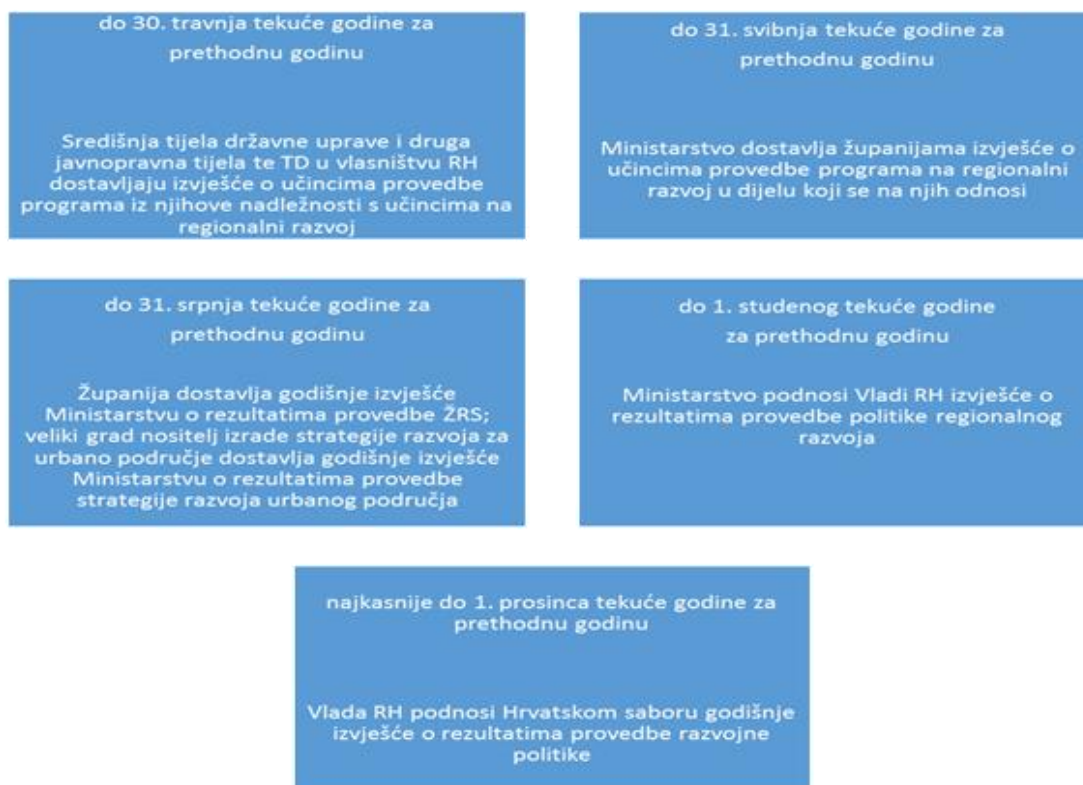 do 30. travnja tekuće godine za
prethodnu godinu
Središnja tijela državne uprave i druga
javnopravna tijela te TD u vlasništvu RH
dostavljaju izvješće o učincima provedbe
programa iz njihove nadležnosti s učincima na
regionalni razvoj
do 31. svibnja tekuće godine za
prethodnu godinu
Ministarstvo dostavlja županijama izvješće o
učincima provedbe programa na regionalni
razvoj u dijelu koji se na njih odnosi
do 31. srpnja tekuće godine za
prethodnu godinu
Županija dostavlja godišnje izvješće
Ministarstvu o rezultatima provedbe ŽRS;
veliki grad nositelj izrade strategije razvoja za
urbano područje dostavlja godišnje izvješće
Ministarstvu o rezultatima provedbe
strategije razvoja urbanog područja
do 1. studenog tekuće godine
za prethodnu godinu
Ministarstvo podnosi Vladi RH izvješće o
rezultatima provedbe politike regionalnog
razvoja
najkasnije do 1. prosinca tekuće godine za
prethodnu godinu
Vlada RH podnosi Hrvatskom saboru godišnje
izvješće o rezultatima provedbe razvojne
politike